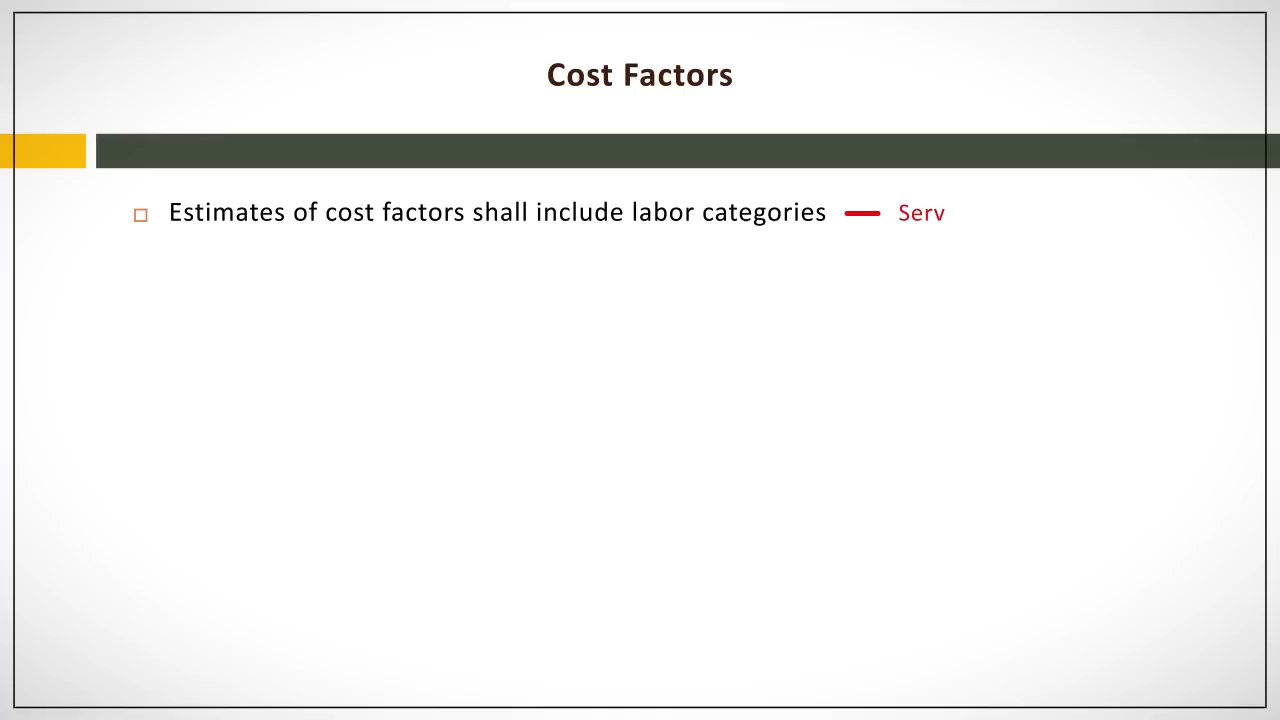 Cost Factors
Estimates of cost factors shall include labor categories — Serv